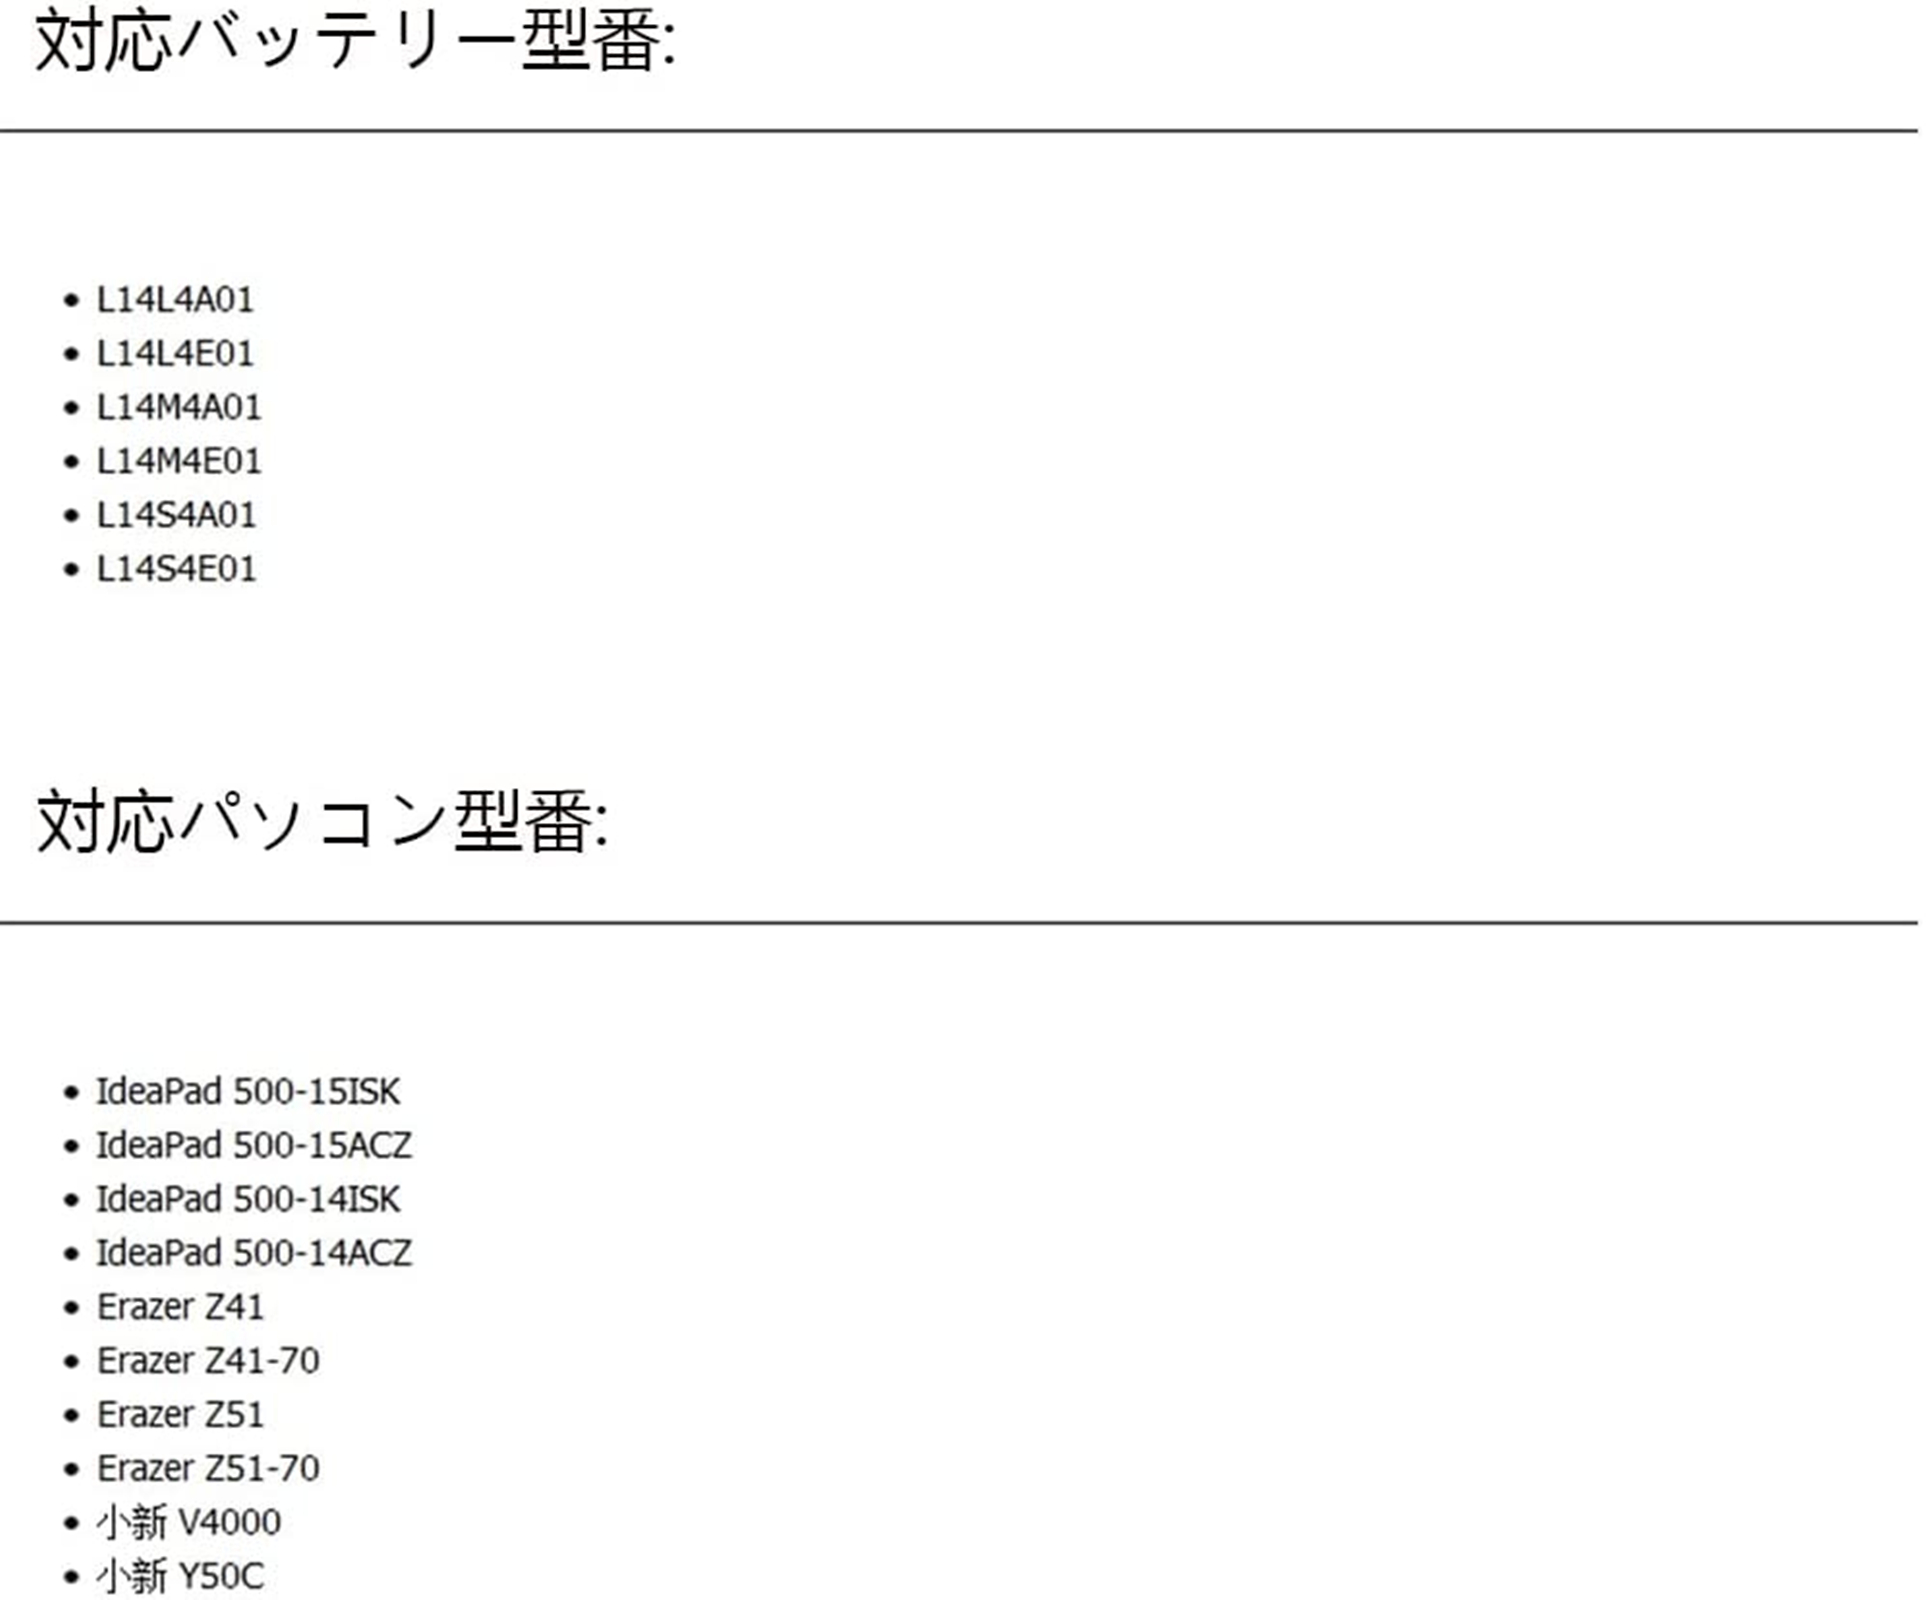 対応バッテリー型番:
• L14L4A01
• L14L4E01
• L14M4A01
• L14M4E01
• L14S4A01
• L14S4E01
対応パソコン型番:
• IdeaPad 500-15ISK
• IdeaPad 500-15ACZ
• IdeaPad 500-14ISK
• IdeaPad 500-14ACZ
• Erazer Z41
• Erazer Z41-70
• Erazer Z51
• Erazer Z51-70
• 小新 V4000
• 小新 Y50C